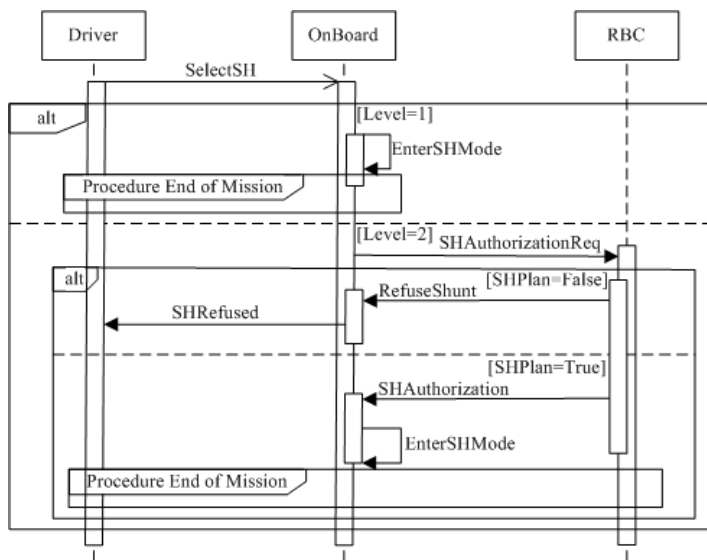 Driver
OnBoard
RBC
SelectSH
alt
[Level=1]
EnterSHMode
Procedure End of Mission
[Level=2]
SHAuthorizationReq
alt
[SHPlan=False]
RefuseShunt
SHRefused
[SHPlan=True]
SHAuthorization
EnterSHMode
Procedure End of Mission